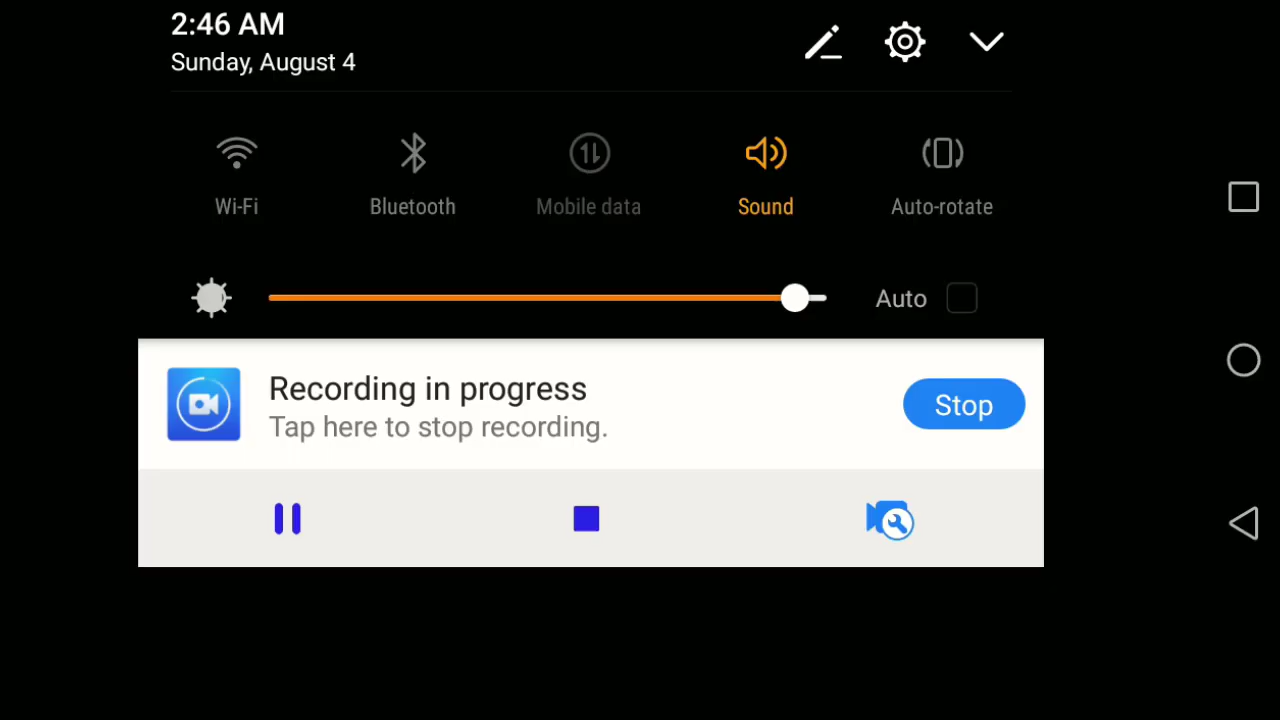 2:46 AM
Sunday, August 4
Wi-Fi
Bluetooth
Mobile data
Sound
Auto-rotate
Auto
Recording in progress
Tap here to stop recording.
Stop